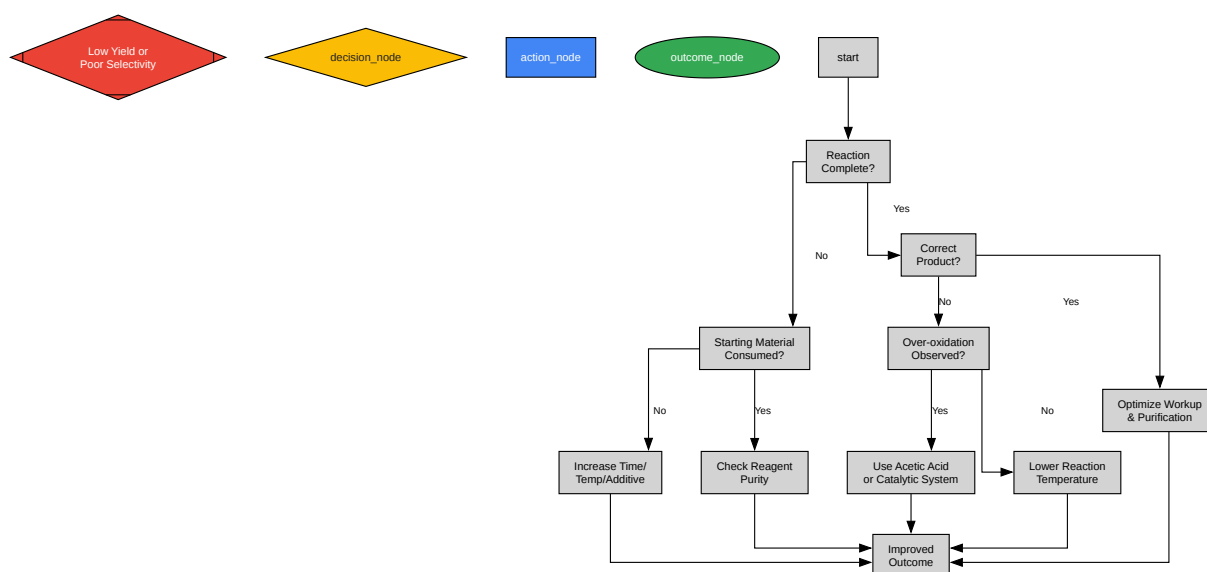 Low Yield or
Poor Selectivity
decision_node
action_node
outcome_node
start
Reaction
Complete?
Yes
Correct
Product?
No
No
Yes
Starting Material
Consumed?
Over-oxidation
Observed?
Optimize Workup
& Purification
No
Yes
Yes
No
Increase Time/
Temp/Additive
Check Reagent
Purity
Use Acetic Acid
or Catalytic System
Lower Reaction
Temperature
Improved
Outcome